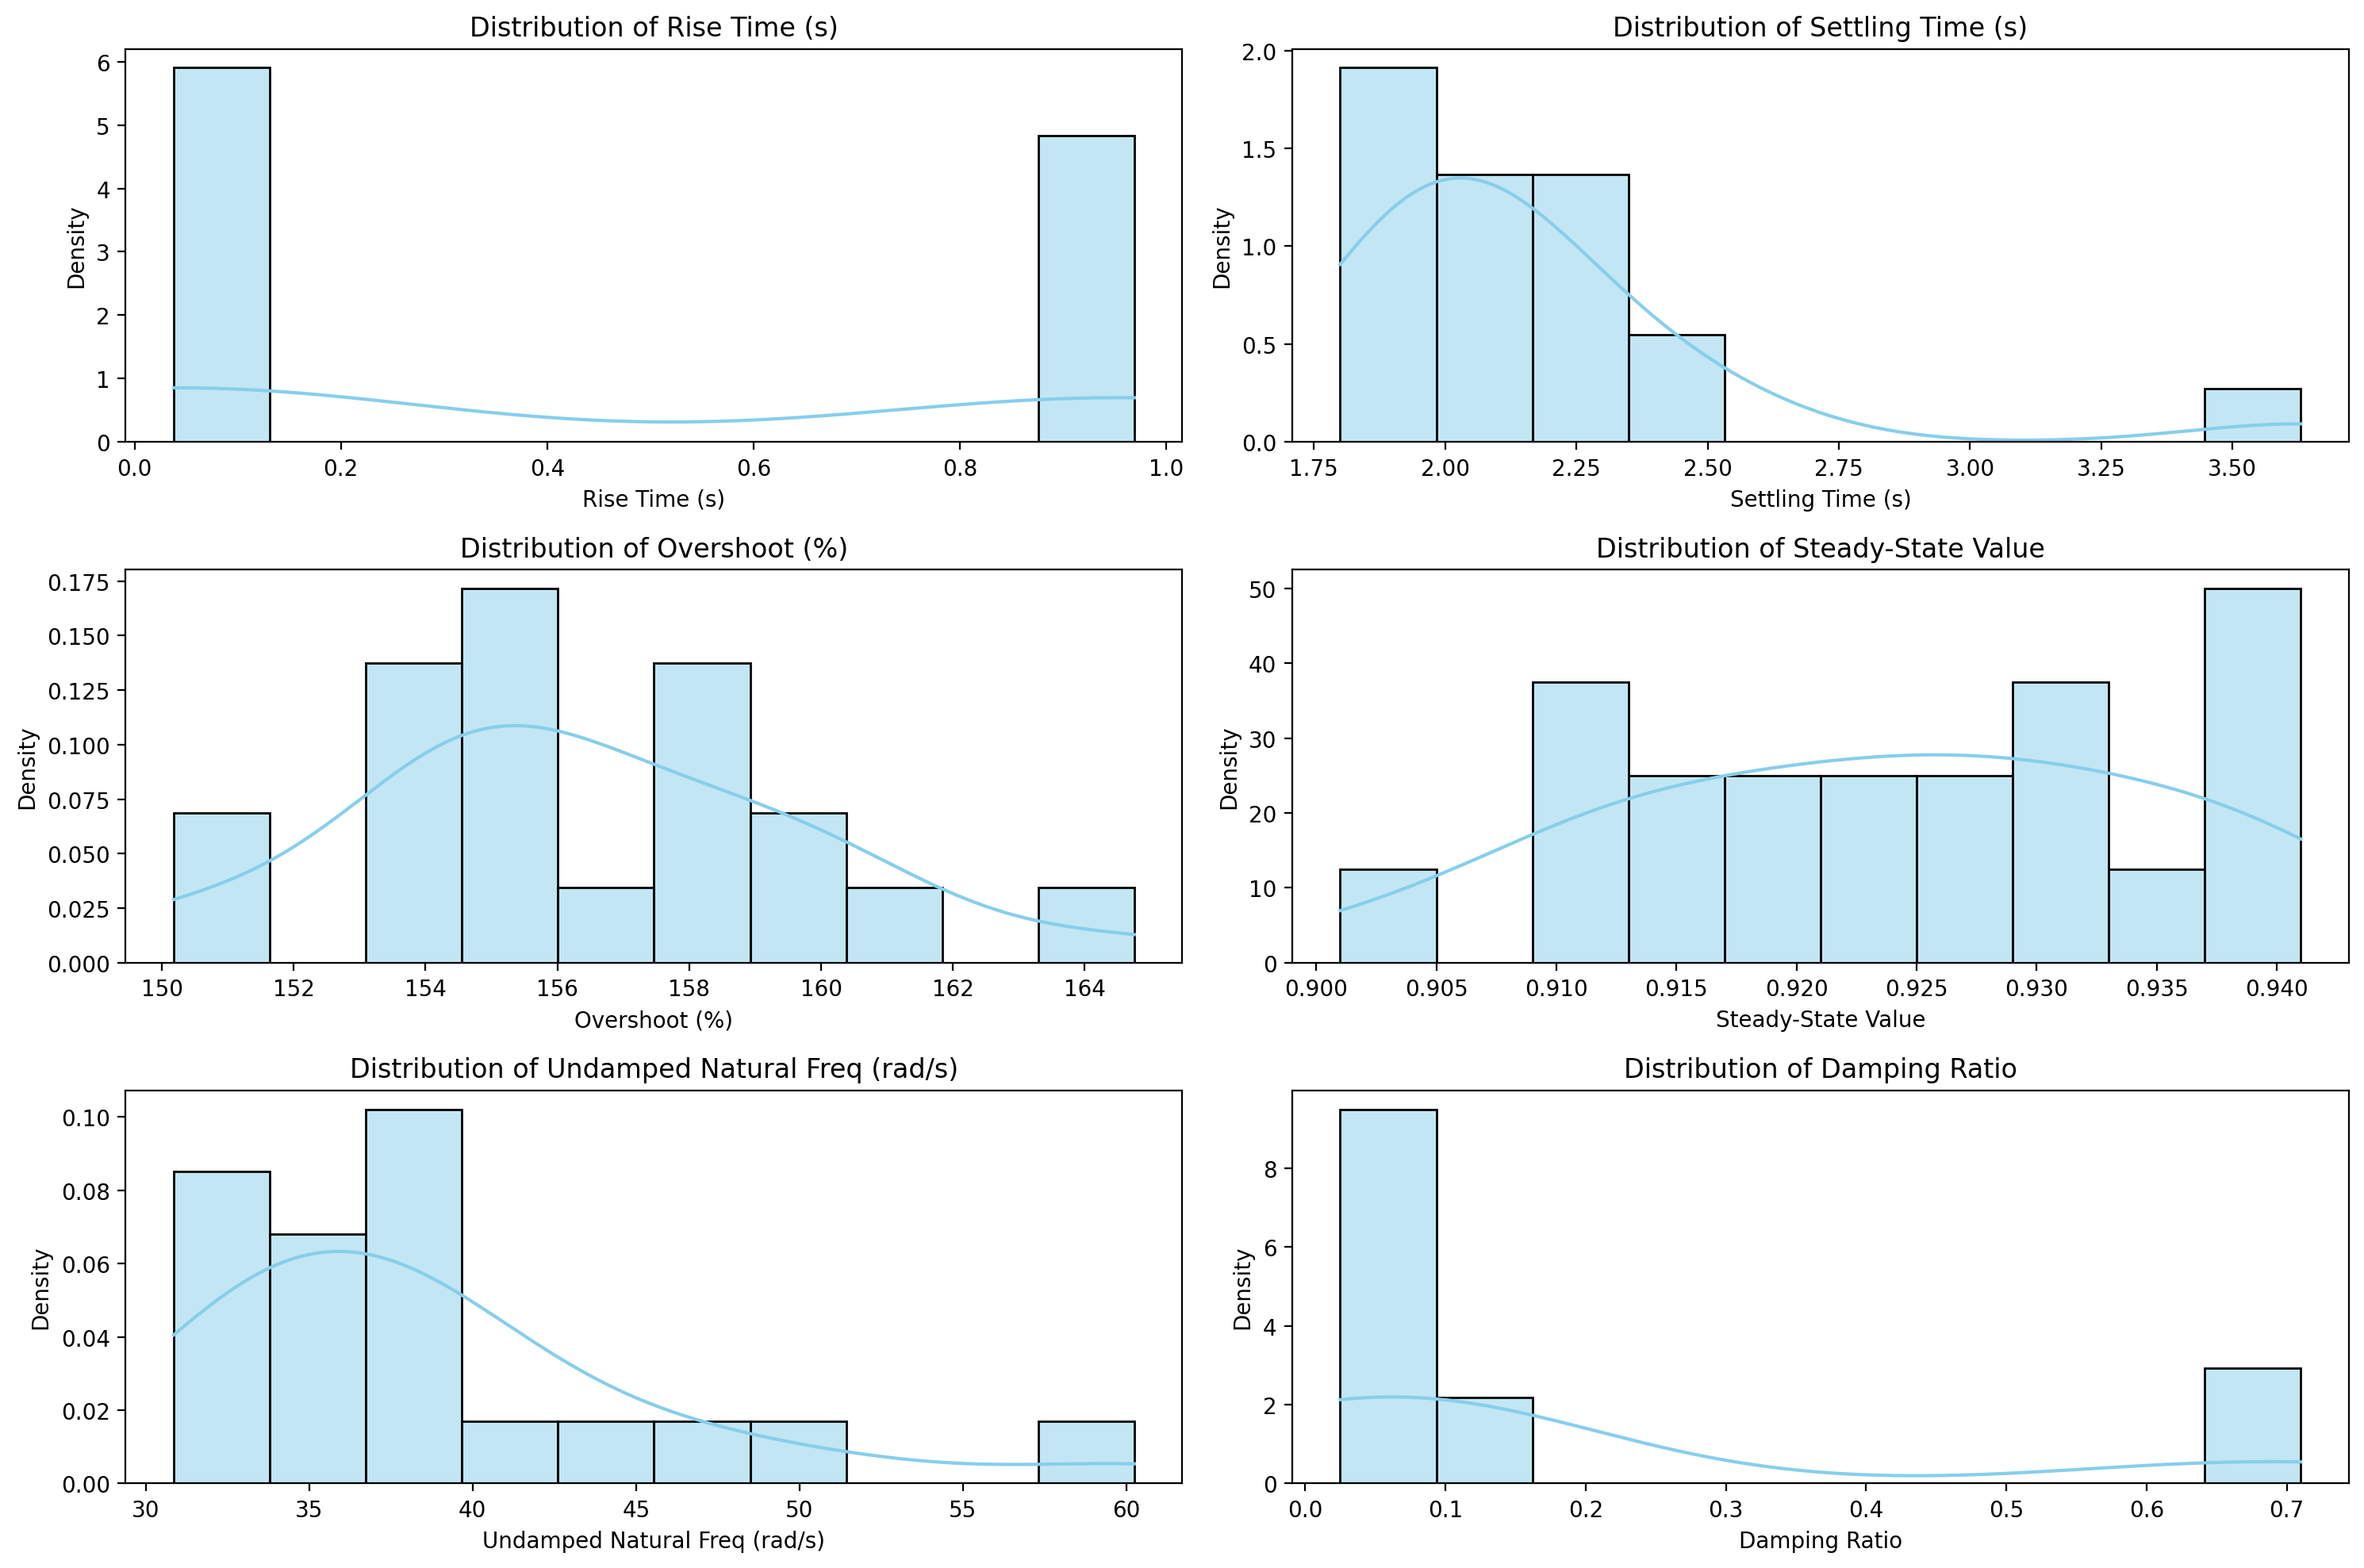 Distribution of Rise Time (s)
6
5
4
3
2
1
0
Density
0.0 0.2 0.4 0.6 0.8 1.0
Rise Time (s)
Distribution of Settling Time (s)
2.0
1.5
1.0
0.5
0.0
Density
1.75 2.00 2.25 2.50 2.75 3.00 3.25 3.50
Settling Time (s)
Distribution of Overshoot (%)
0.175
0.150
0.125
0.100
0.075
0.050
0.025
0.000
Density
150 152 154 156 158 160 162 164
Overshoot (%)
Distribution of Steady-State Value
50
40
30
20
10
0
Density
0.900 0.905 0.910 0.915 0.920 0.925 0.930 0.935 0.940
Steady-State Value
Distribution of Undamped Natural Freq (rad/s)
0.10
0.08
0.06
0.04
0.02
0.00
Density
30 35 40 45 50 55 60
Undamped Natural Freq (rad/s)
Distribution of Damping Ratio
8
6
4
2
0
Density
0.0 0.1 0.2 0.3 0.4 0.5 0.6 0.7
Damping Ratio